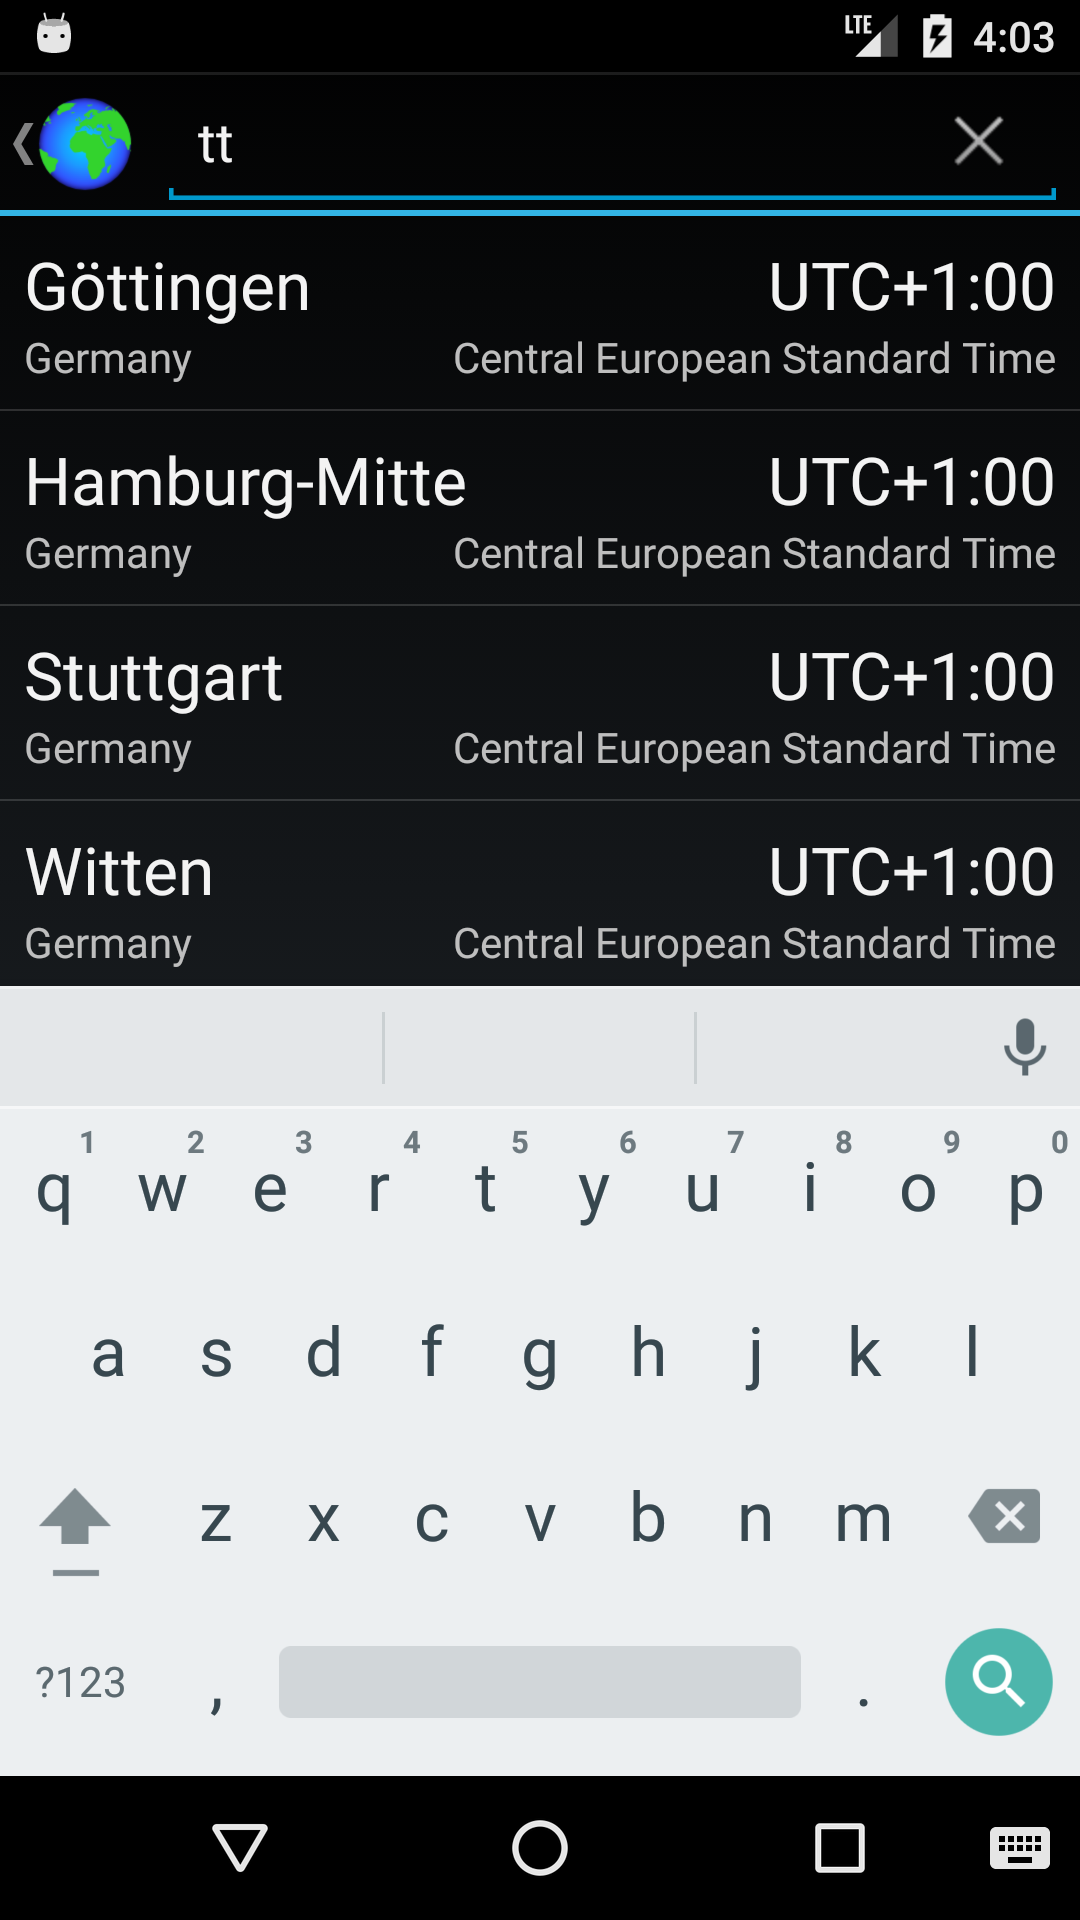 LTE 4:03
tt
Göttingen UTC+1:00
Germany Central European Standard Time
Hamburg-Mitte UTC+1:00
Germany Central European Standard Time
Stuttgart UTC+1:00
Germany Central European Standard Time
Witten UTC+1:00
Germany Central European Standard Time
1 2 3 4 5 6 7 8 9 0
q w e r t y u i o p
a s d f g h j k l
z x c v b n m
?123 , .